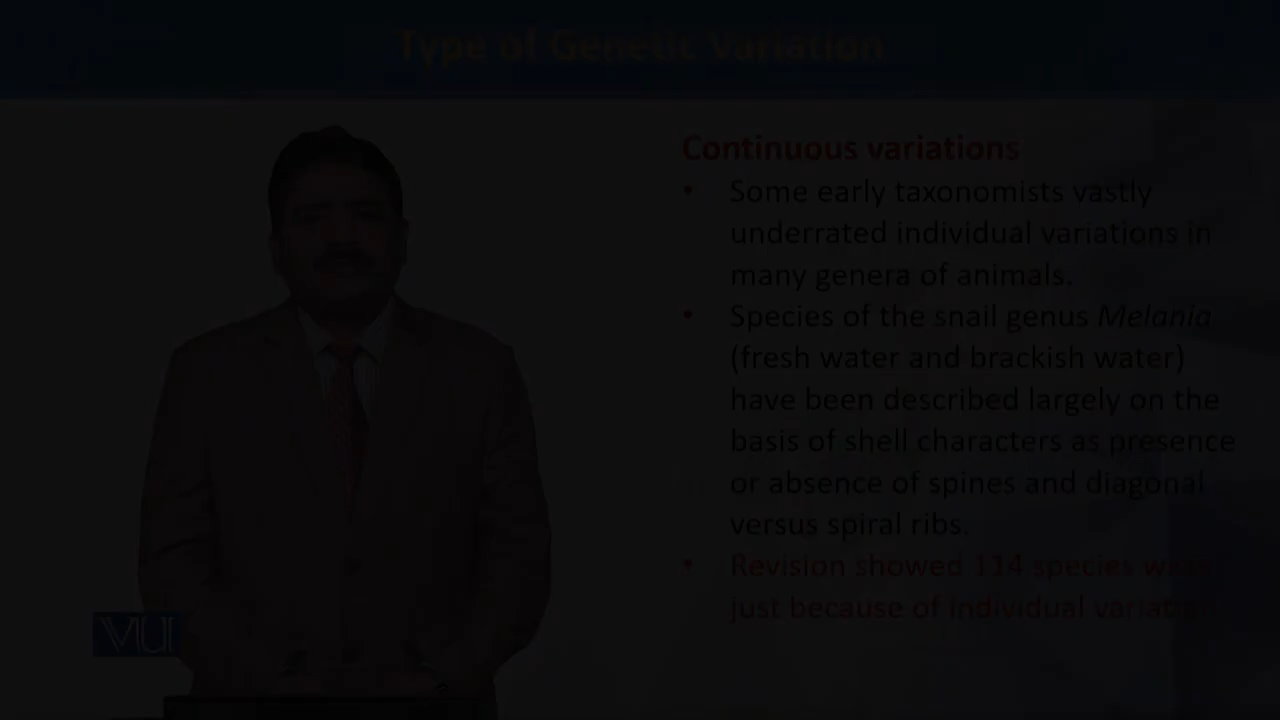 Type of Genetic Variation
Continuous variations
• Some early taxonomists vastly
underrated individual variations in
many genera of animals.
• Species of the snail genus Melania
(fresh water and brackish water)
have been described largely on the
basis of shell characters as presence
or absence of spines and diagonal
versus spiral ribs.
• Revision showed 114 species
just because of individual
VU